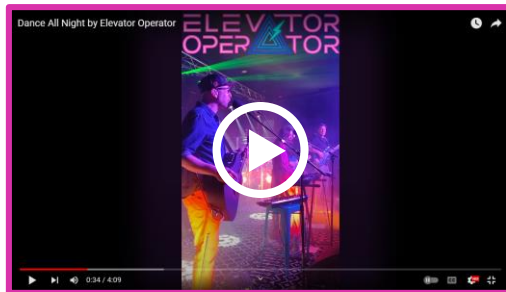 Dance All Night by Elevator Operator
ELEVATOR
OPERATOR
0:34 / 4:09